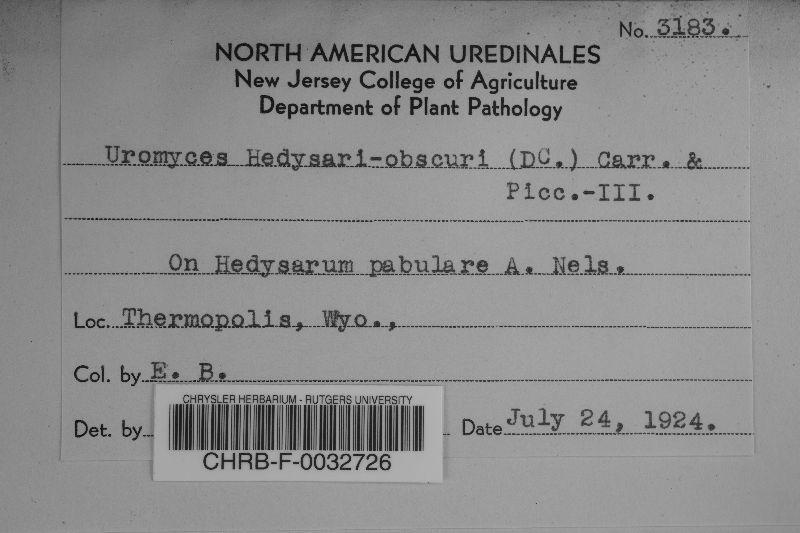 No. 3183.
NORTH AMERICAN UREDINALES
New Jersey College of Agriculture
Department of Plant Pathology
Uromyces Hedysari-obscuri (DC.) Carr. &
Picc.-III.
On Hedysarum pabulare A. Nels.
Loc. Thermopolis, Wyo.,
Col. by E. B.
CHRYSLER HERBARIUM - RUTGERS UNIVERSITY
Det. by
Date July 24, 1924.
CHRB-F-0032726